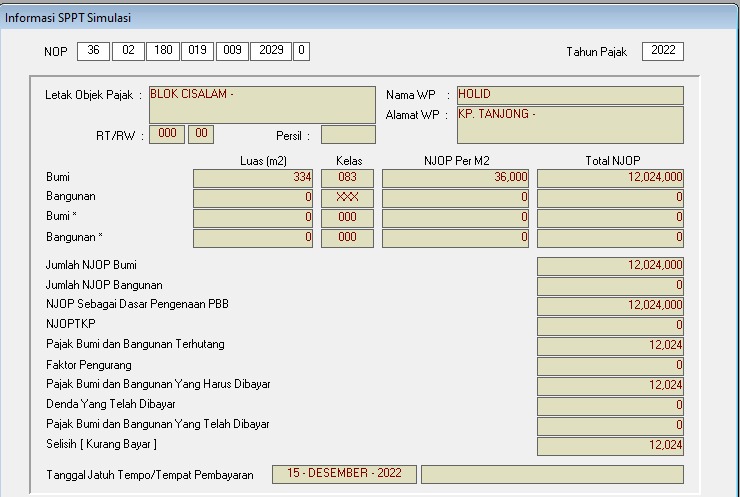 Informasi SPPT Simulasi
NOP 36 02 180 019 009 2029 0 Tahun Pajak 2022
Letak Objek Pajak : BLOK CISALAM - Nama WP : HOLID
Alamat WP : KP. TANJONG -
RT/RW : 000 00 Persil :
Luas (m2) Kelas NJOP Per M2 Total NJOP
Bumi 334 083 36,000 12,024,000
Bangunan 0 XXX 0 0
Bumi * 0 000 0 0
Bangunan * 0 000 0 0
Jumlah NJOP Bumi 12,024,000
Jumlah NJOP Bangunan 0
NJOP Sebagai Dasar Pengenaan PBB 12,024,000
NJOPTKP 0
Pajak Bumi dan Bangunan Terhutang 12,024
Faktor Pengurang 0
Pajak Bumi dan Bangunan Yang Harus Dibayar 12,024
Denda Yang Telah Dibayar 0
Pajak Bumi dan Bangunan Yang Telah Dibayar 0
Selisih [ Kurang Bayar ] 12,024
Tanggal Jatuh Tempo/Tempat Pembayaran 15 - DESEMBER - 2022